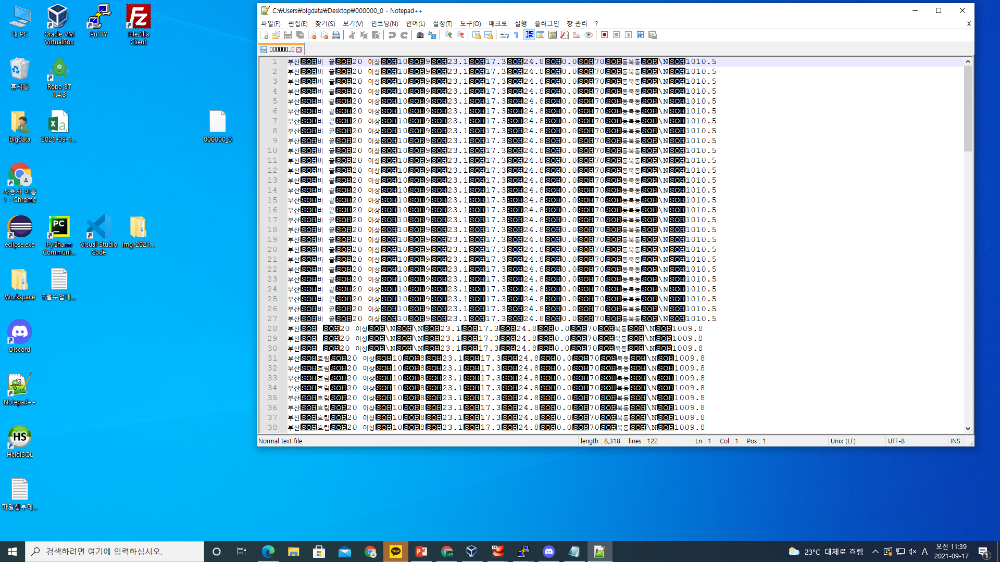 내 PC
Oracle VM
VirtualBox
PuTTY
FileZilla
Client
휴지통
Robo 3T
1.4.3
bigdata
2021-09-1...
000000_0
사용자 이름
1 - Chrome
eclipse.exe
PyCharm
Communi...
Visual Studio
Code
img-2021...
Workspace
8월수업내...
Discord
Notepad++
HeidiSQL
파일첨부테...
C:₩Users₩bigdata₩Desktop₩000000_0 - Notepad++
파일(F) 편집(E) 찾기(S) 보기(V) 인코딩(N) 언어(L) 설정(T) 도구(O) 매크로 실행 플러그인 창 관리 ? X
000000_0
1 부산SOH비 끝SOH20 이상SOH10SOH9SOH23.1SOH17.3SOH24.8SOH0.0SOH70SOH동북동SOH\NSOH1010.5
2 부산SOH비 끝SOH20 이상SOH10SOH9SOH23.1SOH17.3SOH24.8SOH0.0SOH70SOH동북동SOH\NSOH1010.5
3 부산SOH비 끝SOH20 이상SOH10SOH9SOH23.1SOH17.3SOH24.8SOH0.0SOH70SOH동북동SOH\NSOH1010.5
4 부산SOH비 끝SOH20 이상SOH10SOH9SOH23.1SOH17.3SOH24.8SOH0.0SOH70SOH동북동SOH\NSOH1010.5
5 부산SOH비 끝SOH20 이상SOH10SOH9SOH23.1SOH17.3SOH24.8SOH0.0SOH70SOH동북동SOH\NSOH1010.5
6 부산SOH비 끝SOH20 이상SOH10SOH9SOH23.1SOH17.3SOH24.8SOH0.0SOH70SOH동북동SOH\NSOH1010.5
7 부산SOH비 끝SOH20 이상SOH10SOH9SOH23.1SOH17.3SOH24.8SOH0.0SOH70SOH동북동SOH\NSOH1010.5
8 부산SOH비 끝SOH20 이상SOH10SOH9SOH23.1SOH17.3SOH24.8SOH0.0SOH70SOH동북동SOH\NSOH1010.5
9 부산SOH비 끝SOH20 이상SOH10SOH9SOH23.1SOH17.3SOH24.8SOH0.0SOH70SOH동북동SOH\NSOH1010.5
10 부산SOH비 끝SOH20 이상SOH10SOH9SOH23.1SOH17.3SOH24.8SOH0.0SOH70SOH동북동SOH\NSOH1010.5
11 부산SOH비 끝SOH20 이상SOH10SOH9SOH23.1SOH17.3SOH24.8SOH0.0SOH70SOH동북동SOH\NSOH1010.5
12 부산SOH비 끝SOH20 이상SOH10SOH9SOH23.1SOH17.3SOH24.8SOH0.0SOH70SOH동북동SOH\NSOH1010.5
13 부산SOH비 끝SOH20 이상SOH10SOH9SOH23.1SOH17.3SOH24.8SOH0.0SOH70SOH동북동SOH\NSOH1010.5
14 부산SOH비 끝SOH20 이상SOH10SOH9SOH23.1SOH17.3SOH24.8SOH0.0SOH70SOH동북동SOH\NSOH1010.5
15 부산SOH비 끝SOH20 이상SOH10SOH9SOH23.1SOH17.3SOH24.8SOH0.0SOH70SOH동북동SOH\NSOH1010.5
16 부산SOH비 끝SOH20 이상SOH10SOH9SOH23.1SOH17.3SOH24.8SOH0.0SOH70SOH동북동SOH\NSOH1010.5
17 부산SOH비 끝SOH20 이상SOH10SOH9SOH23.1SOH17.3SOH24.8SOH0.0SOH70SOH동북동SOH\NSOH1010.5
18 부산SOH비 끝SOH20 이상SOH10SOH9SOH23.1SOH17.3SOH24.8SOH0.0SOH70SOH동북동SOH\NSOH1010.5
19 부산SOH비 끝SOH20 이상SOH10SOH9SOH23.1SOH17.3SOH24.8SOH0.0SOH70SOH동북동SOH\NSOH1010.5
20 부산SOH비 끝SOH20 이상SOH10SOH9SOH23.1SOH17.3SOH24.8SOH0.0SOH70SOH동북동SOH\NSOH1010.5
21 부산SOH비 끝SOH20 이상SOH10SOH9SOH23.1SOH17.3SOH24.8SOH0.0SOH70SOH동북동SOH\NSOH1010.5
22 부산SOH비 끝SOH20 이상SOH10SOH9SOH23.1SOH17.3SOH24.8SOH0.0SOH70SOH동북동SOH\NSOH1010.5
23 부산SOH비 끝SOH20 이상SOH10SOH9SOH23.1SOH17.3SOH24.8SOH0.0SOH70SOH동북동SOH\NSOH1010.5
24 부산SOH비 끝SOH20 이상SOH10SOH9SOH23.1SOH17.3SOH24.8SOH0.0SOH70SOH동북동SOH\NSOH1010.5
25 부산SOH비 끝SOH20 이상SOH10SOH9SOH23.1SOH17.3SOH24.8SOH0.0SOH70SOH동북동SOH\NSOH1010.5
26 부산SOH비 끝SOH20 이상SOH10SOH9SOH23.1SOH17.3SOH24.8SOH0.0SOH70SOH동북동SOH\NSOH1010.5
27 부산SOH비 끝SOH20 이상SOH10SOH9SOH23.1SOH17.3SOH24.8SOH0.0SOH70SOH동북동SOH\NSOH1010.5
28 부산SOH SOH20 이상SOH\NSOH\NSOH23.1SOH17.3SOH24.8SOH0.0SOH70SOH북동SOH\NSOH1009.8
29 부산SOH SOH20 이상SOH\NSOH\NSOH23.1SOH17.3SOH24.8SOH0.0SOH70SOH북동SOH\NSOH1009.8
30 부산SOH SOH20 이상SOH\NSOH\NSOH23.1SOH17.3SOH24.8SOH0.0SOH70SOH북동SOH\NSOH1009.8
31 부산SOH흐림SOH20 이상SOH10SOH8SOH23.1SOH17.3SOH24.8SOH0.0SOH70SOH북동SOH\NSOH1009.8
32 부산SOH흐림SOH20 이상SOH10SOH8SOH23.1SOH17.3SOH24.8SOH0.0SOH70SOH북동SOH\NSOH1009.8
33 부산SOH흐림SOH20 이상SOH10SOH8SOH23.1SOH17.3SOH24.8SOH0.0SOH70SOH북동SOH\NSOH1009.8
34 부산SOH흐림SOH20 이상SOH10SOH8SOH23.1SOH17.3SOH24.8SOH0.0SOH70SOH북동SOH\NSOH1009.8
35 부산SOH흐림SOH20 이상SOH10SOH8SOH23.1SOH17.3SOH24.8SOH0.0SOH70SOH북동SOH\NSOH1009.8
36 부산SOH흐림SOH20 이상SOH10SOH8SOH23.1SOH17.3SOH24.8SOH0.0SOH70SOH북동SOH\NSOH1009.8
37 부산SOH흐림SOH20 이상SOH10SOH8SOH23.1SOH17.3SOH24.8SOH0.0SOH70SOH북동SOH\NSOH1009.8
38 부산SOH흐림SOH20 이상SOH10SOH8SOH23.1SOH17.3SOH24.8SOH0.0SOH70SOH북동SOH\NSOH1009.8
Normal text file length : 8,318 lines : 122 Ln : 1 Col : 1 Pos : 1 Unix (LF) UTF-8 INS
검색하려면 여기에 입력하십시오.
TALK
23°C 대체로 흐림
A
오전 11:39
2021-09-17
1